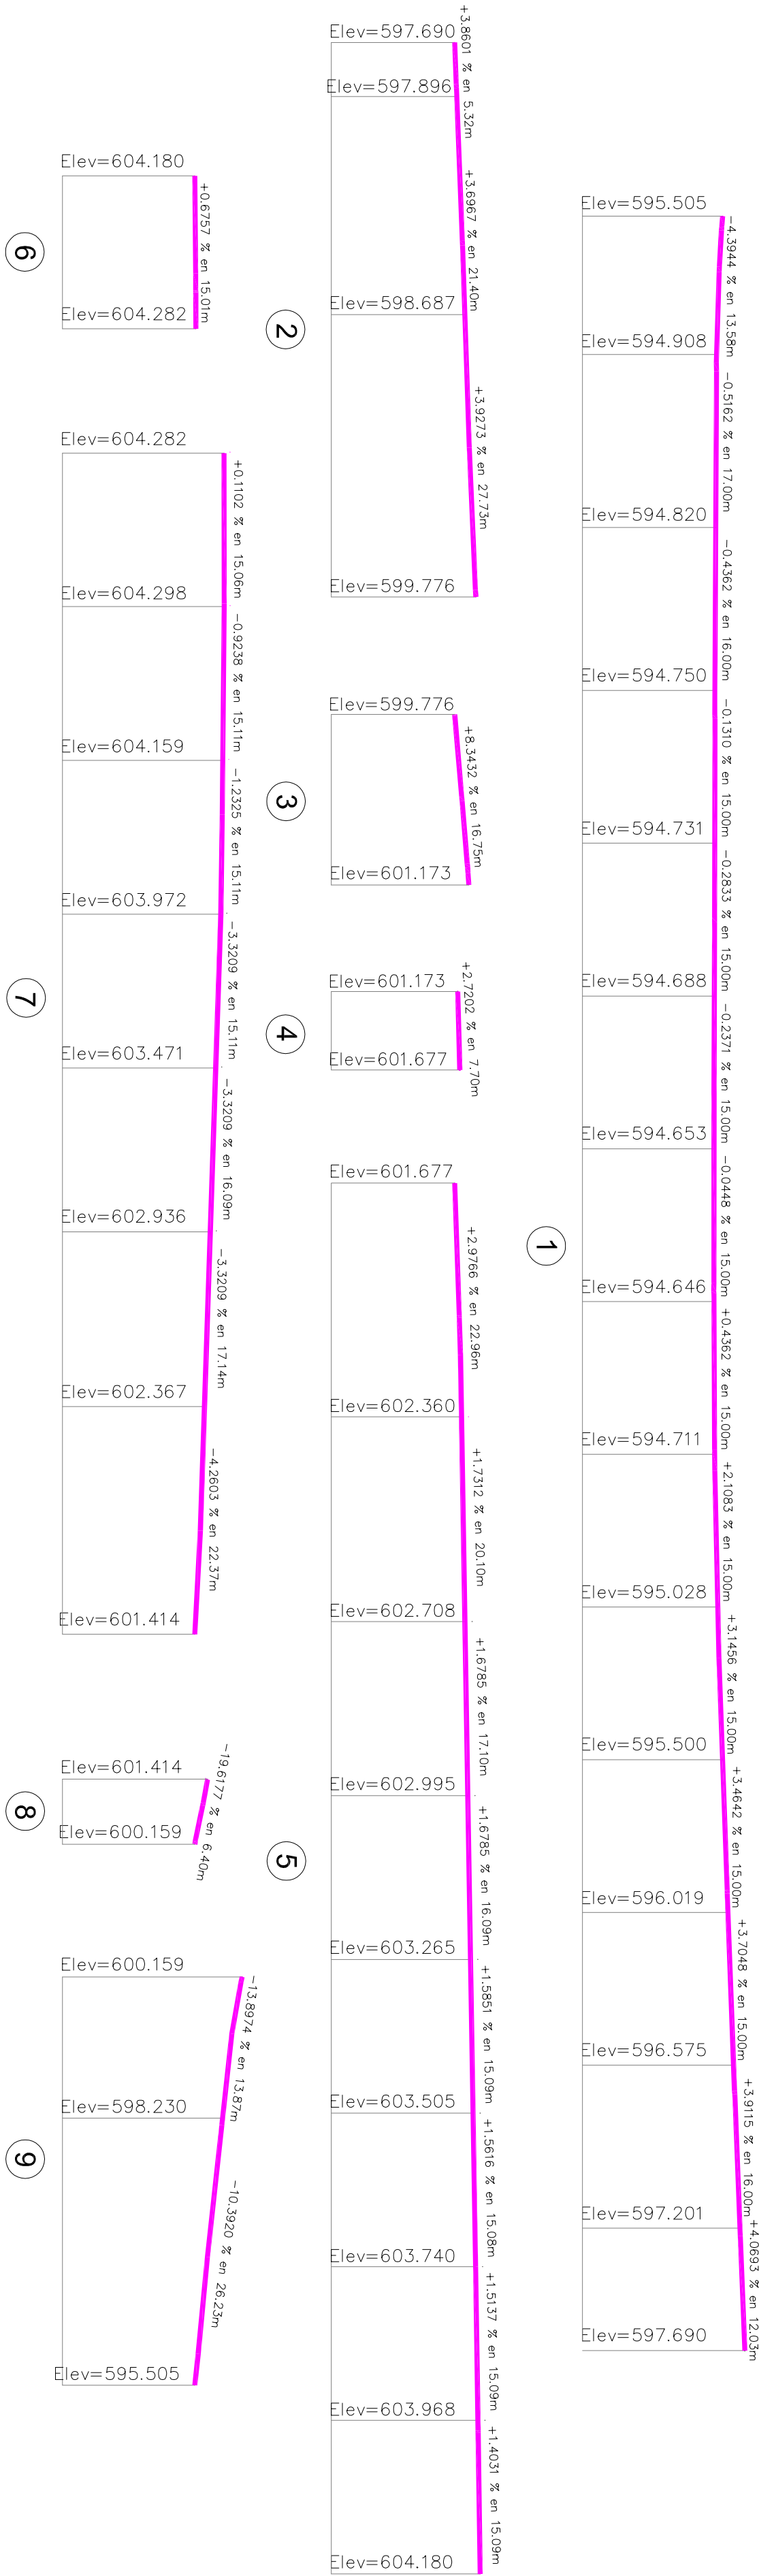 Elev=595.505
-4.3944 % en 13.58m
Elev=594.908
-0.5162 % en 17.00m
Elev=594.820
-0.4362 % en 16.00m
Elev=594.750
-0.1310 % en 15.00m
Elev=594.731
-0.2833 % en 15.00m
Elev=594.688
-0.2371 % en 15.00m
Elev=594.653
-0.0448 % en 15.00m
Elev=594.646
+0.4362 % en 15.00m
Elev=594.711
+2.1083 % en 15.00m
Elev=595.028
+3.1456 % en 15.00m
Elev=595.500
+3.4642 % en 15.00m
Elev=596.019
+3.7048 % en 15.00m
Elev=596.575
+3.9115 % en 16.00m
Elev=597.201
+4.0693 % en 12.03m
Elev=597.690
1
Elev=597.690
+3.8601 % en 5.32m
Elev=597.896
+3.6967 % en 21.40m
Elev=598.687
+3.9273 % en 27.73m
Elev=599.776
2
Elev=599.776
+8.3432 % en 16.75m
Elev=601.173
3
Elev=601.173
+2.7202 % en 7.70m
Elev=601.677
4
Elev=601.677
+2.9766 % en 22.96m
Elev=602.360
+1.7312 % en 20.10m
Elev=602.708
+1.6785 % en 17.10m
Elev=602.995
+1.6785 % en 16.09m
Elev=603.265
+1.5851 % en 15.09m
Elev=603.505
+1.5616 % en 15.08m
Elev=603.740
+1.5137 % en 15.09m
Elev=603.968
+1.4031 % en 15.09m
Elev=604.180
5
Elev=604.180
+0.6757 % en 15.01m
Elev=604.282
6
Elev=604.282
+0.1102 % en 15.06m
Elev=604.298
-0.9238 % en 15.11m
Elev=604.159
-1.2325 % en 15.11m
Elev=603.972
-3.3209 % en 15.11m
Elev=603.471
-3.3209 % en 16.09m
Elev=602.936
-3.3209 % en 17.14m
Elev=602.367
-4.2603 % en 22.37m
Elev=601.414
7
Elev=601.414
-19.6177 % en 6.40m
Elev=600.159
8
Elev=600.159
-13.8974 % en 13.87m
Elev=598.230
-10.3920 % en 26.23m
Elev=595.505
9